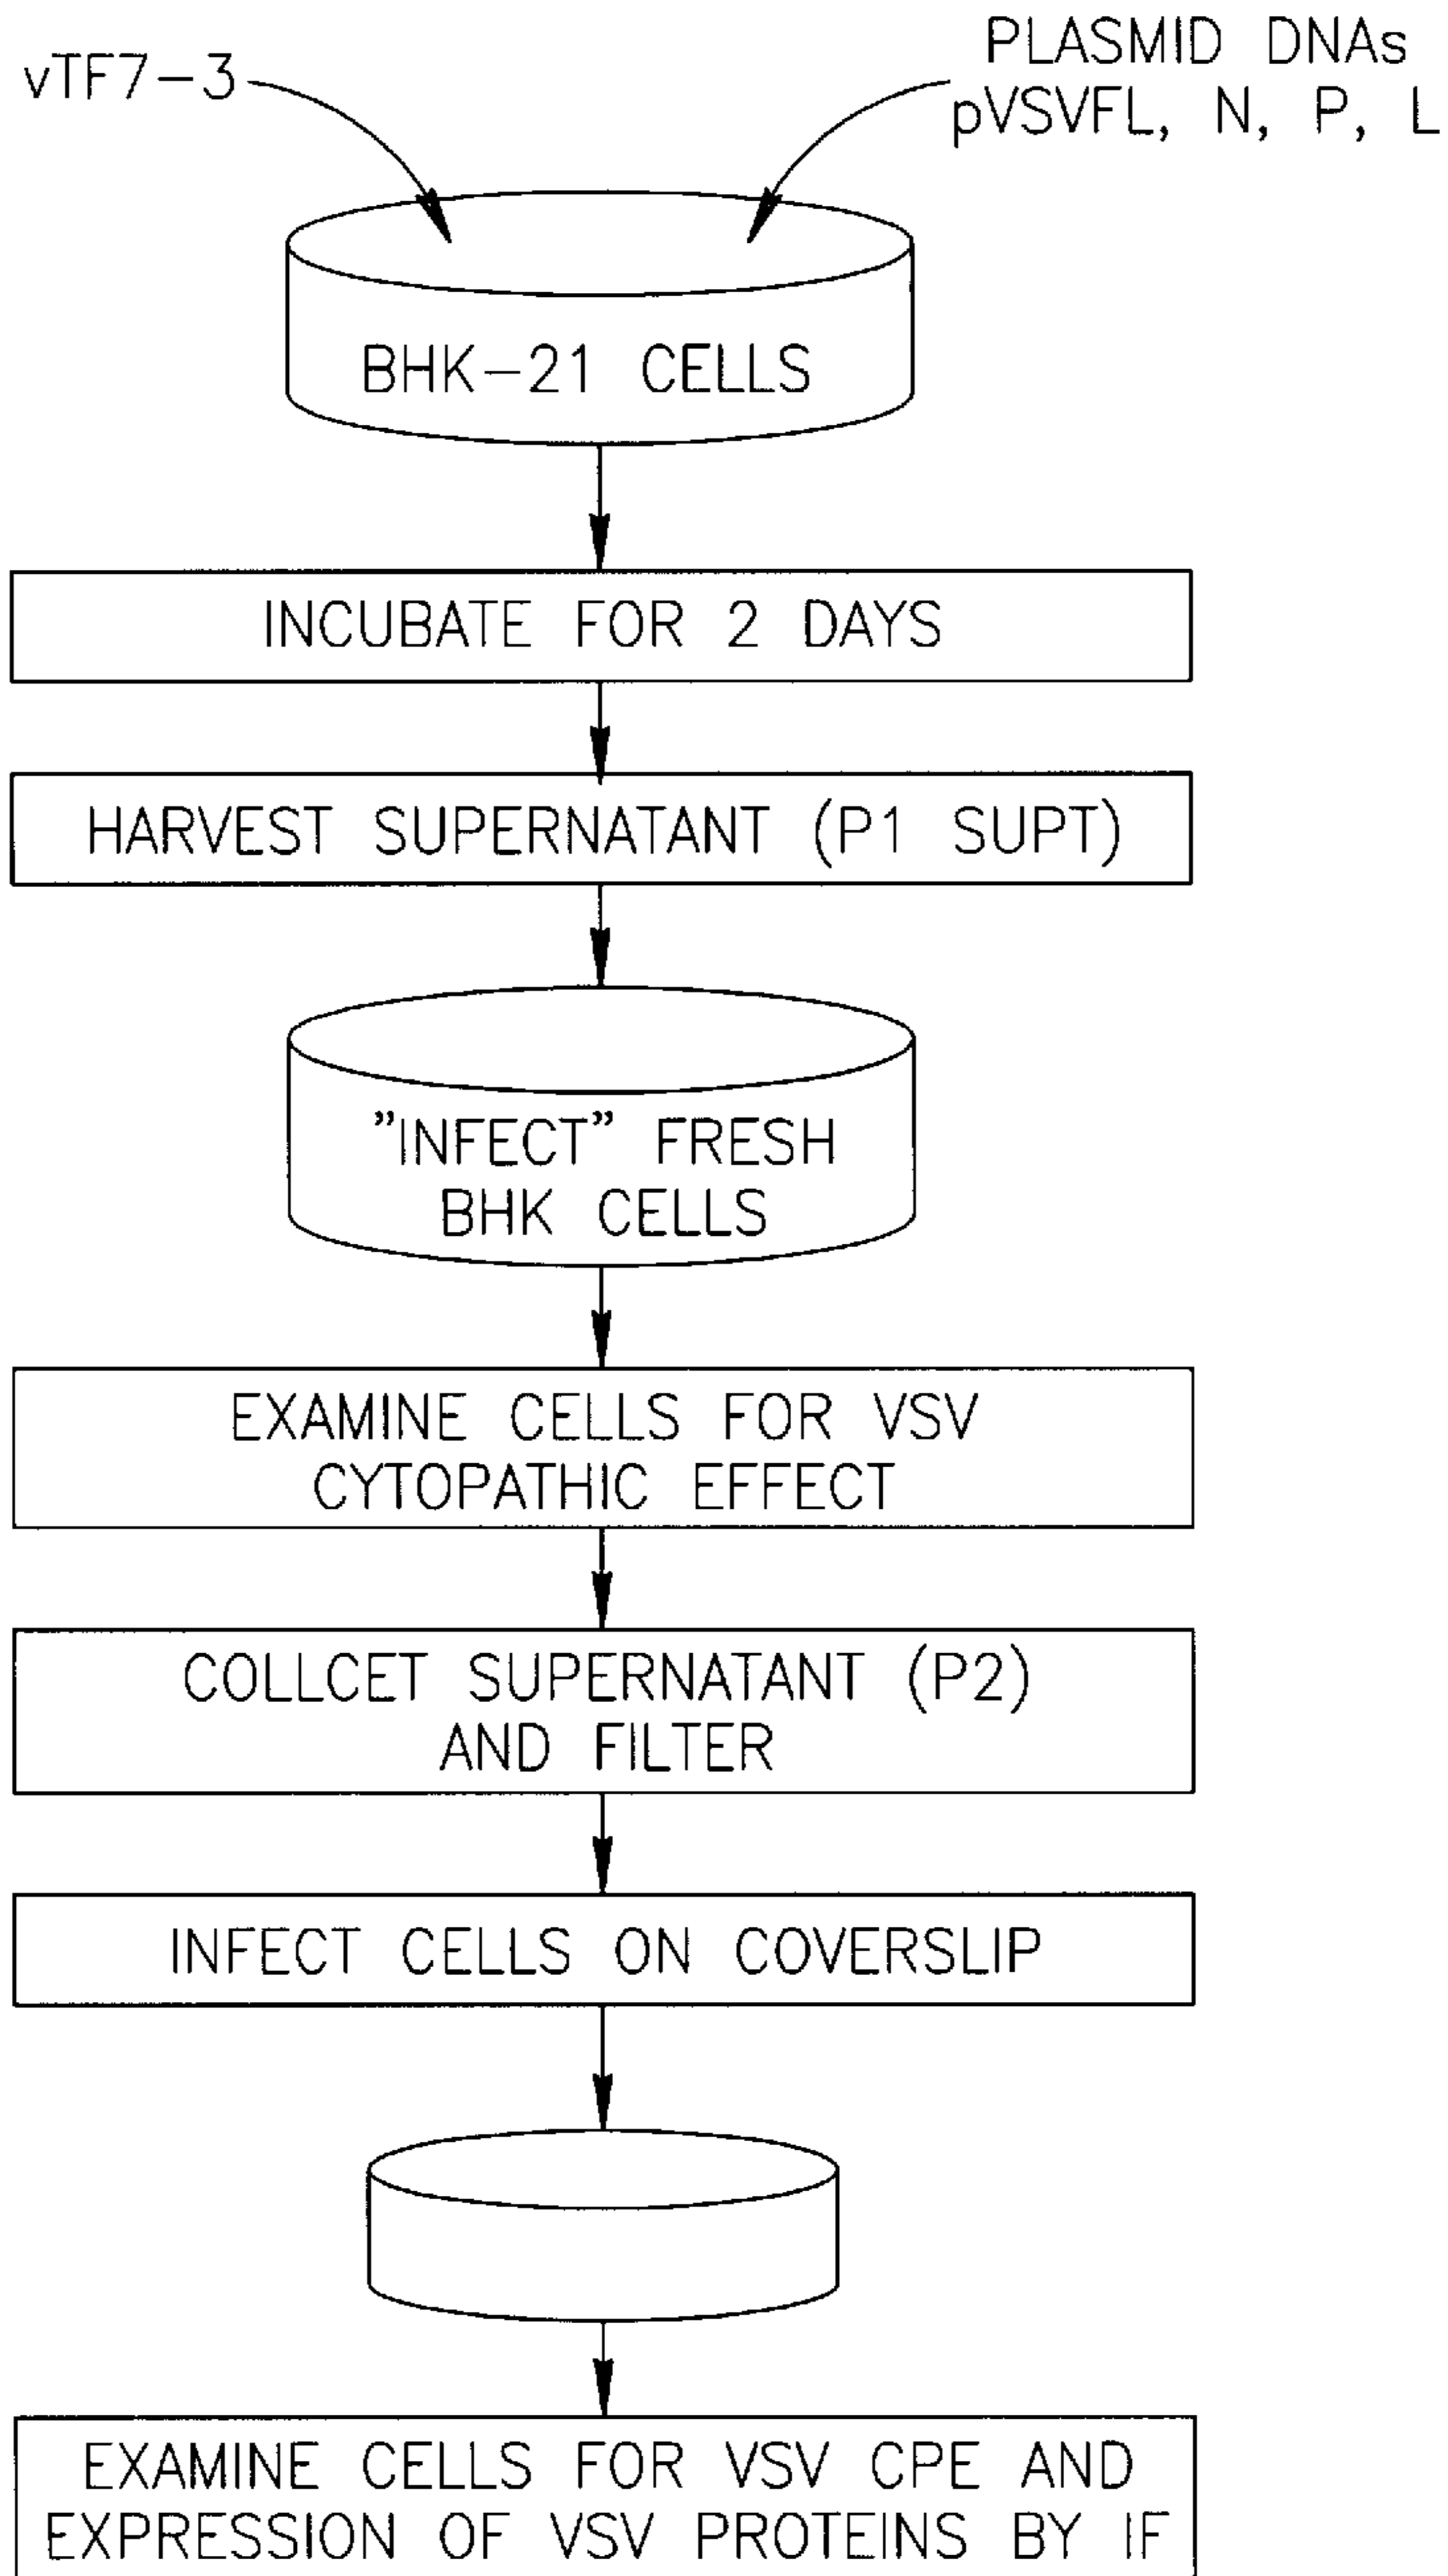 vTF7-3
PLASMID DNAs
pVSVFL, N, P, L
BHK-21 CELLS
INCUBATE FOR 2 DAYS
HARVEST SUPERNATANT (P1 SUPT)
”INFECT” FRESH
BHK CELLS
EXAMINE CELLS FOR VSV
CYTOPATHIC EFFECT
COLLCET SUPERNATANT (P2)
AND FILTER
INFECT CELLS ON COVERSLIP
EXAMINE CELLS FOR VSV CPE AND
EXPRESSION OF VSV PROTEINS BY IF